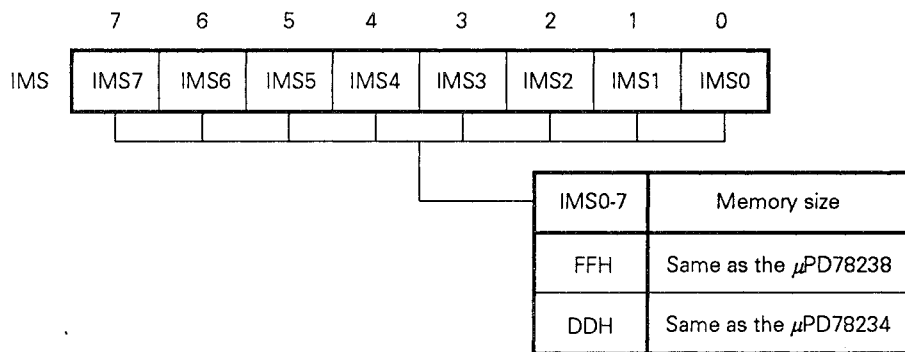 7 6 5 4 3 2 1 0
IMS IMS7 IMS6 IMS5 IMS4 IMS3 IMS2 IMS1 IMS0
IMS0-7 Memory size
FFH Same as the μPD78238
DDH Same as the μPD78234